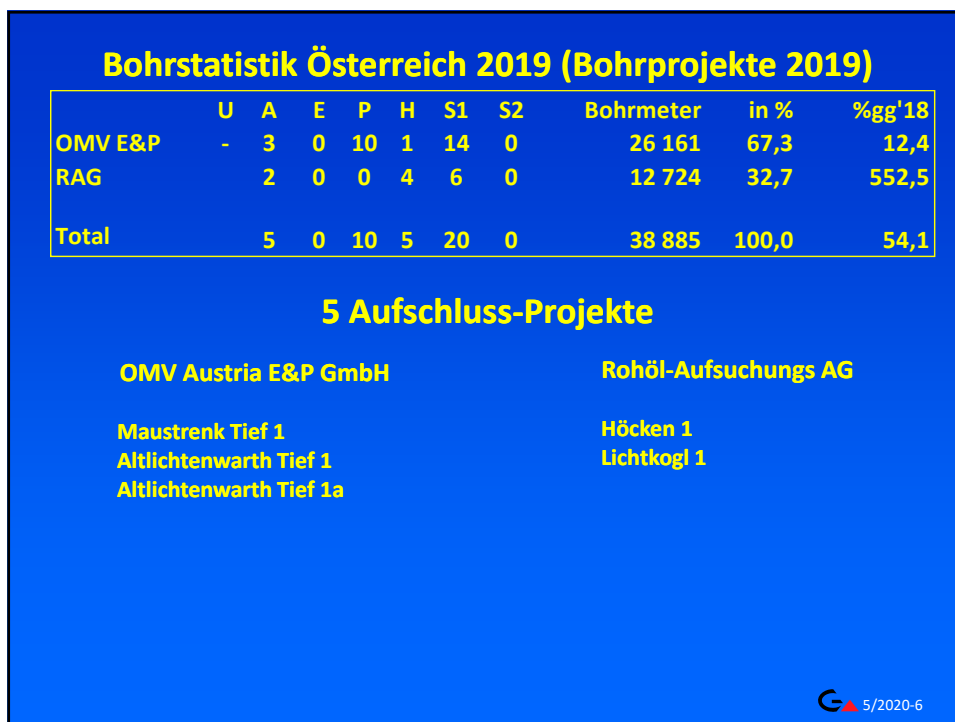 Bohrstatistik Österreich 2019 (Bohrprojekte 2019)
U A E P H S1 S2 Bohrmeter in % %gg'18
OMV E&P - 3 0 10 1 14 0 26 161 67,3 12,4
RAG 2 0 0 4 6 0 12 724 32,7 552,5
Total 5 0 10 5 20 0 38 885 100,0 54,1
5 Aufschluss-Projekte
OMV Austria E&P GmbH
Maustrenk Tief 1
Altlichtenwarth Tief 1
Altlichtenwarth Tief 1a
Rohöl-Aufsuchungs AG
Höcken 1
Lichtkogl 1
5/2020-6